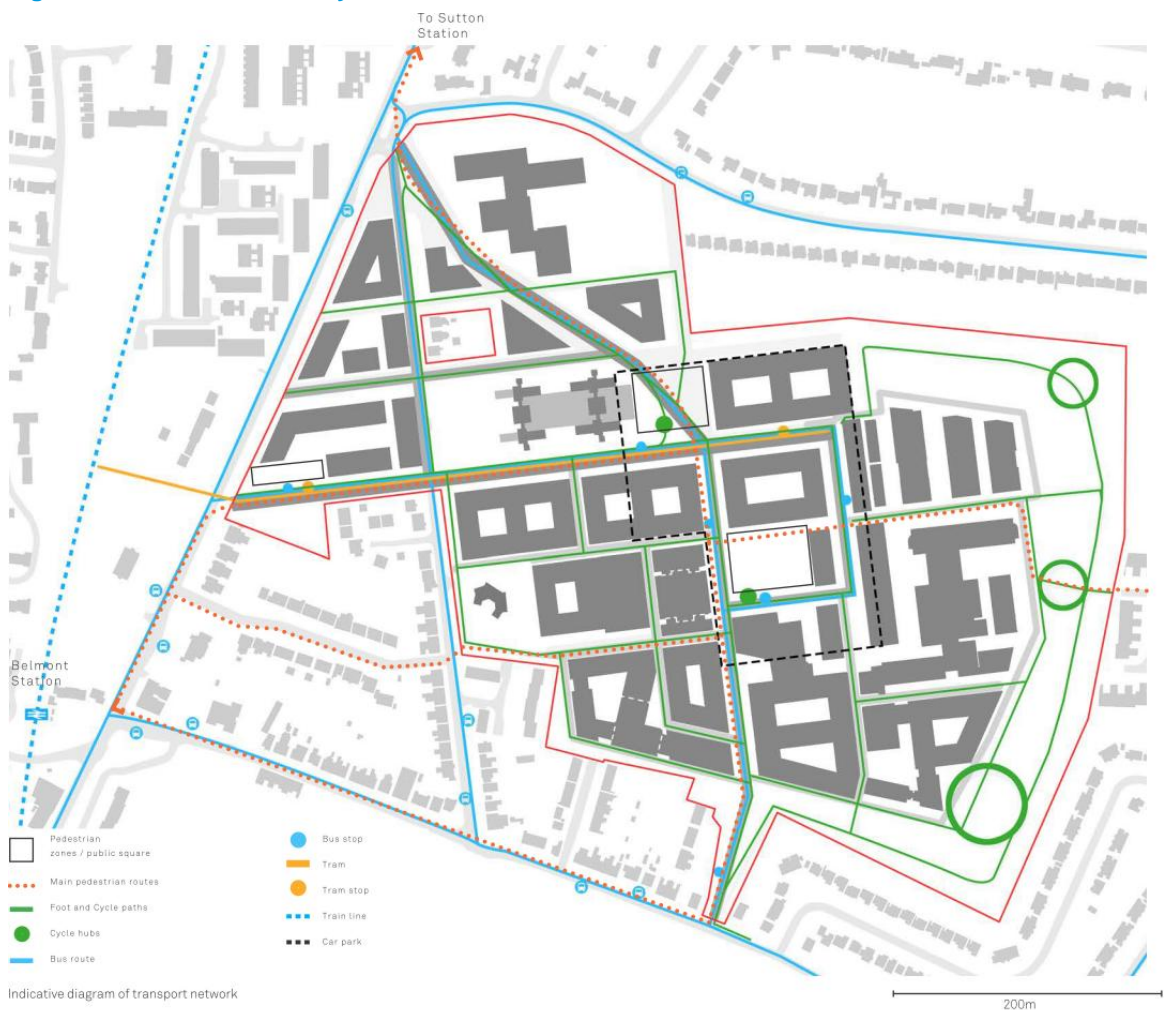 To Sutton
Station
Belmont
Station
Pedestrian
zones / public square
Main pedestrian routes
Foot and Cycle paths
Cycle hubs
Bus route
Bus stop
Tram
Tram stop
Train line
Car park
Indicative diagram of transport network
200m